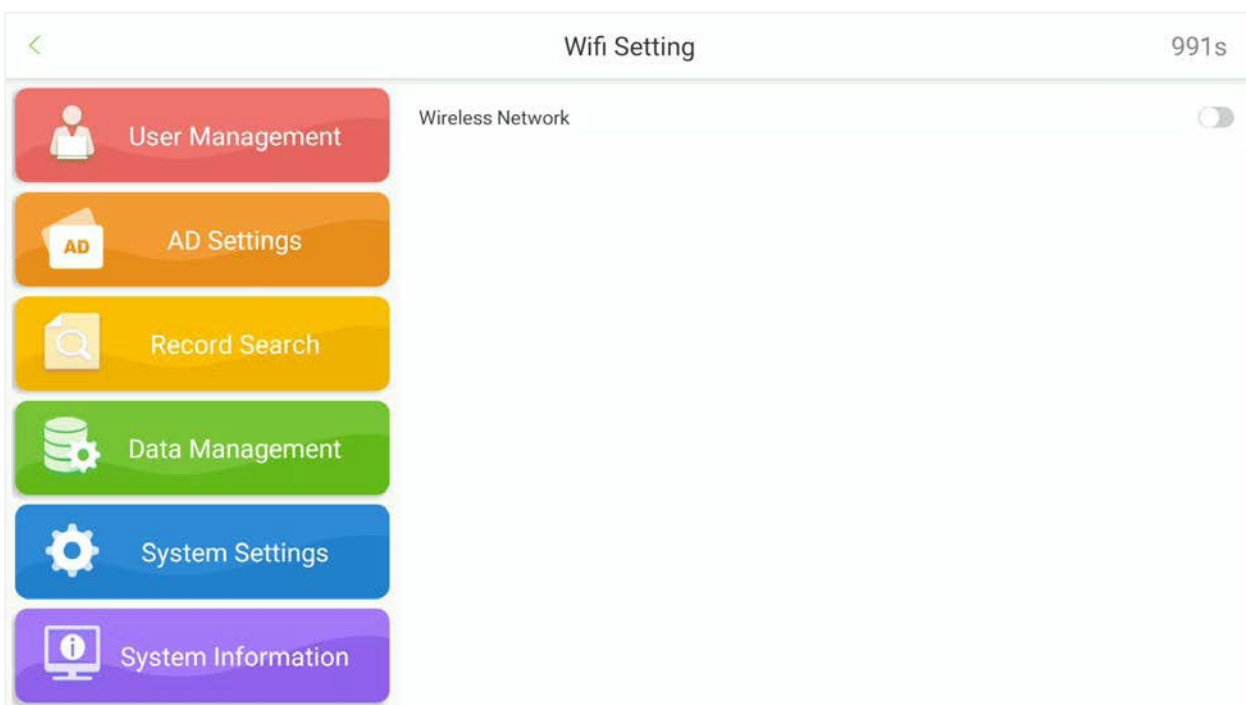 Wifi Setting
991s
User Management
Wireless Network
AD
AD Settings
Record Search
Data Management
System Settings
i
System Information